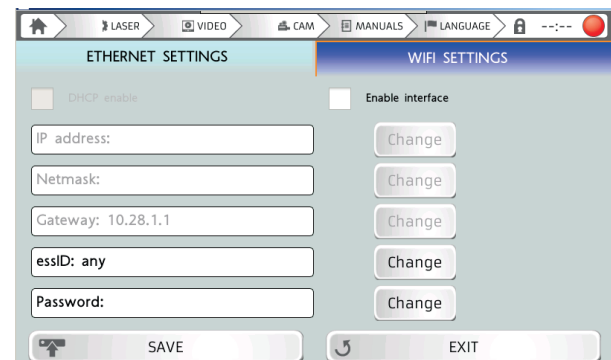 LASER VIDEO CAM MANUALS LANGUAGE --:--
ETHERNET SETTINGS WIFI SETTINGS
DHCP enable Enable interface
IP address: Change
Netmask: Change
Gateway: 10.28.1.1 Change
essID: any Change
Password: Change
SAVE EXIT